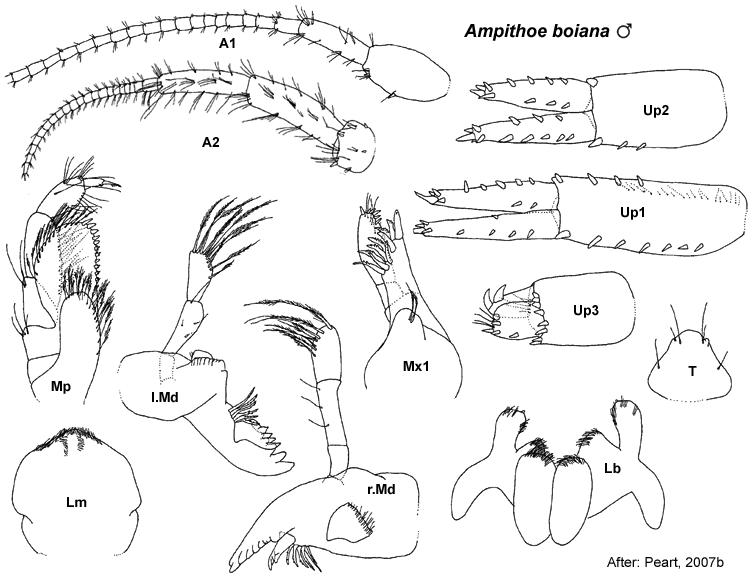 A1
Ampithoe boiana ♂
Up2
A2
Up1
Up3
Mp
l.Md
Mx1
T
Lm
r.Md
Lb
After: Peart, 2007b